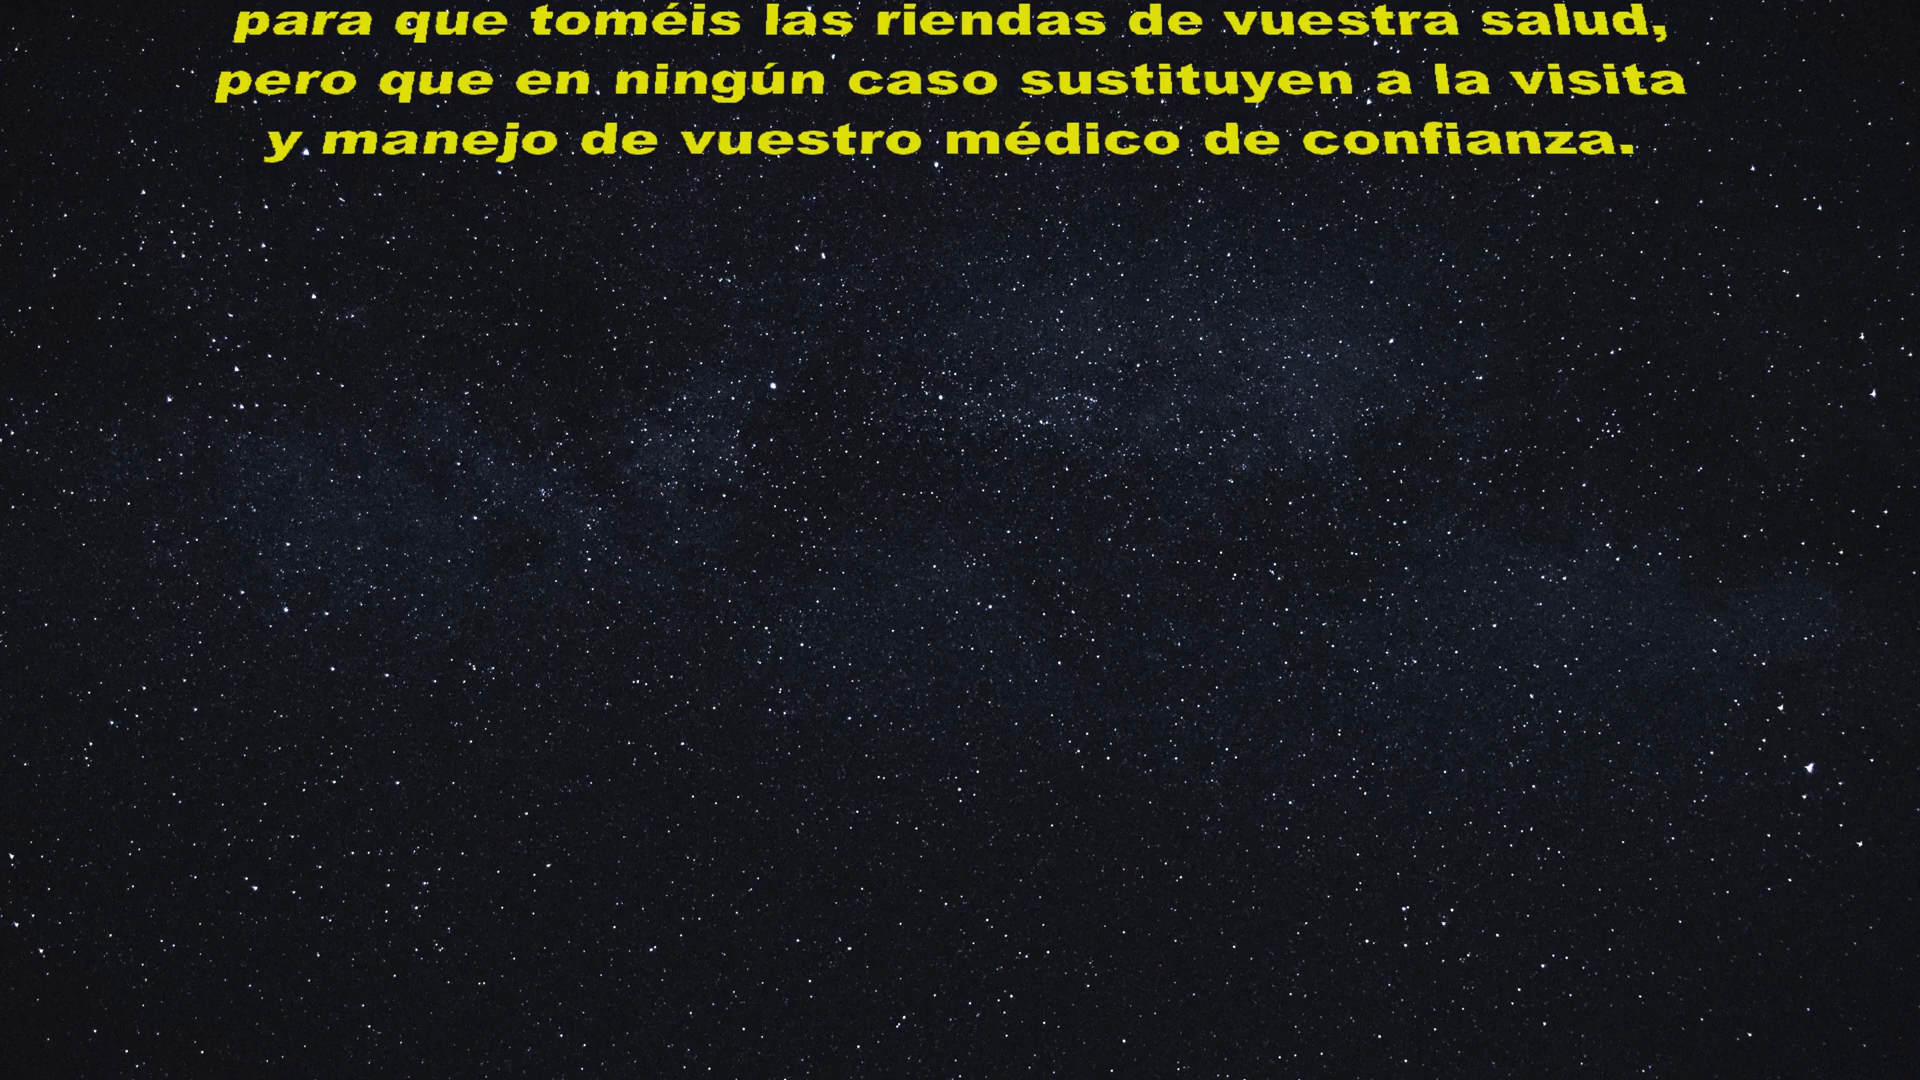 para que toméis las riendas de vuestra salud,
pero que en ningún caso sustituyen a la visita
y manejo de vuestro médico de confianza.